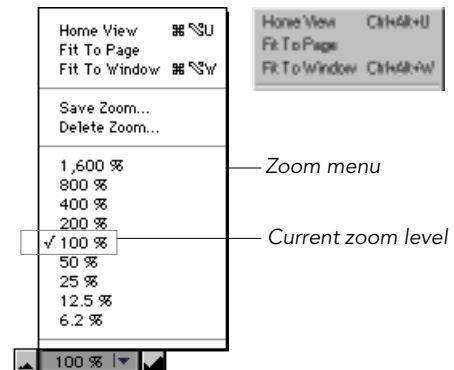 Home View ⌘⌥U
Fit To Page
Fit To Window ⌘⌥W
Save Zoom...
Delete Zoom...
1,600 %
800 %
400 %
200 %
✓ 100 %
50 %
25 %
12.5 %
6.2 %
100 %
Home View Ctrl+Alt+U
Fit To Page
Fit To Window Ctrl+Alt+W
Zoom menu
Current zoom level